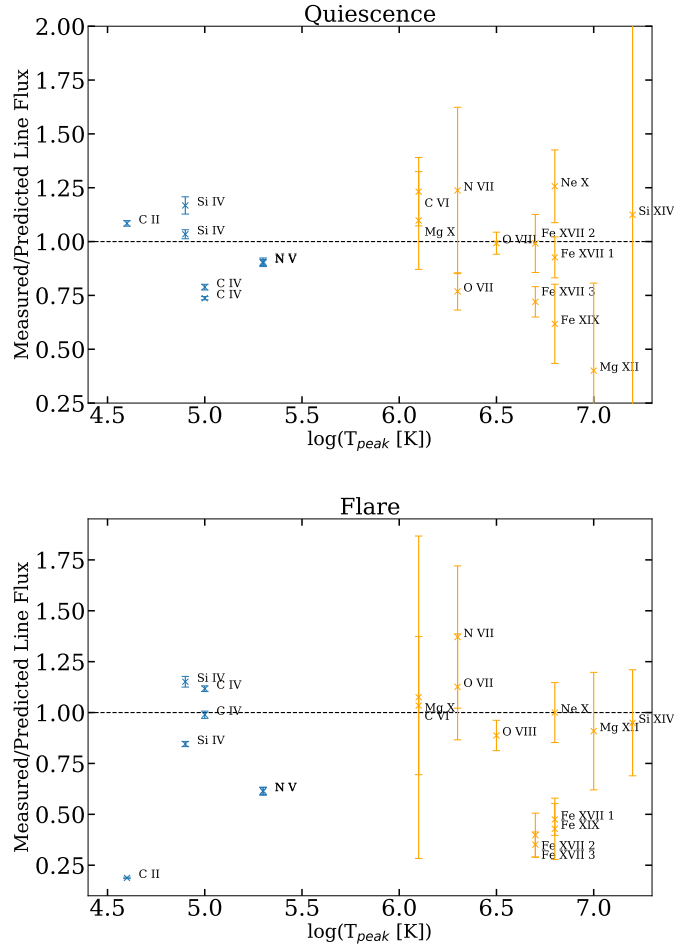 Quiescence
Measured/Predicted Line Flux
2.00
1.75
1.50
1.25
1.00
0.75
0.50
0.25
C II
Si IV
Si IV
C IV
C IV
N V
C VI
Mg X
N VII
O VII
O VIII
Fe XVII 2
Fe XVII 3
Ne X
Fe XVII 1
Fe XIX
Mg XII
Si XIV
4.5 5.0 5.5 6.0 6.5 7.0
log(T_peak [K])
Flare
Measured/Predicted Line Flux
1.75
1.50
1.25
1.00
0.75
0.50
0.25
C II
Si IV
C IV
C IV
Si IV
N V
Mg X
C VI
N VII
O VII
O VIII
Ne X
Mg XII
Si XIV
Fe XVII 1
Fe XIX
Fe XVII 2
Fe XVII 3
4.5 5.0 5.5 6.0 6.5 7.0
log(T_peak [K])